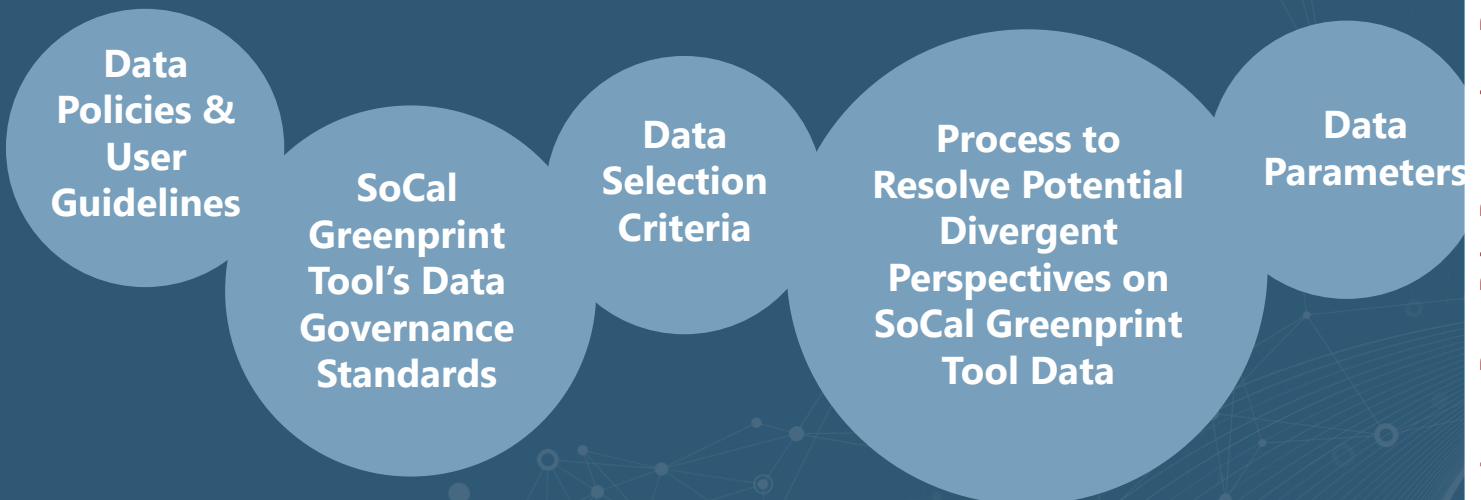 Data
Policies &
User
Guidelines
SoCal
Greenprint
Tool’s Data
Governance
Standards
Data
Selection
Criteria
Process to
Resolve Potential
Divergent
Perspectives on
SoCal Greenprint
Tool Data
Data
Parameters